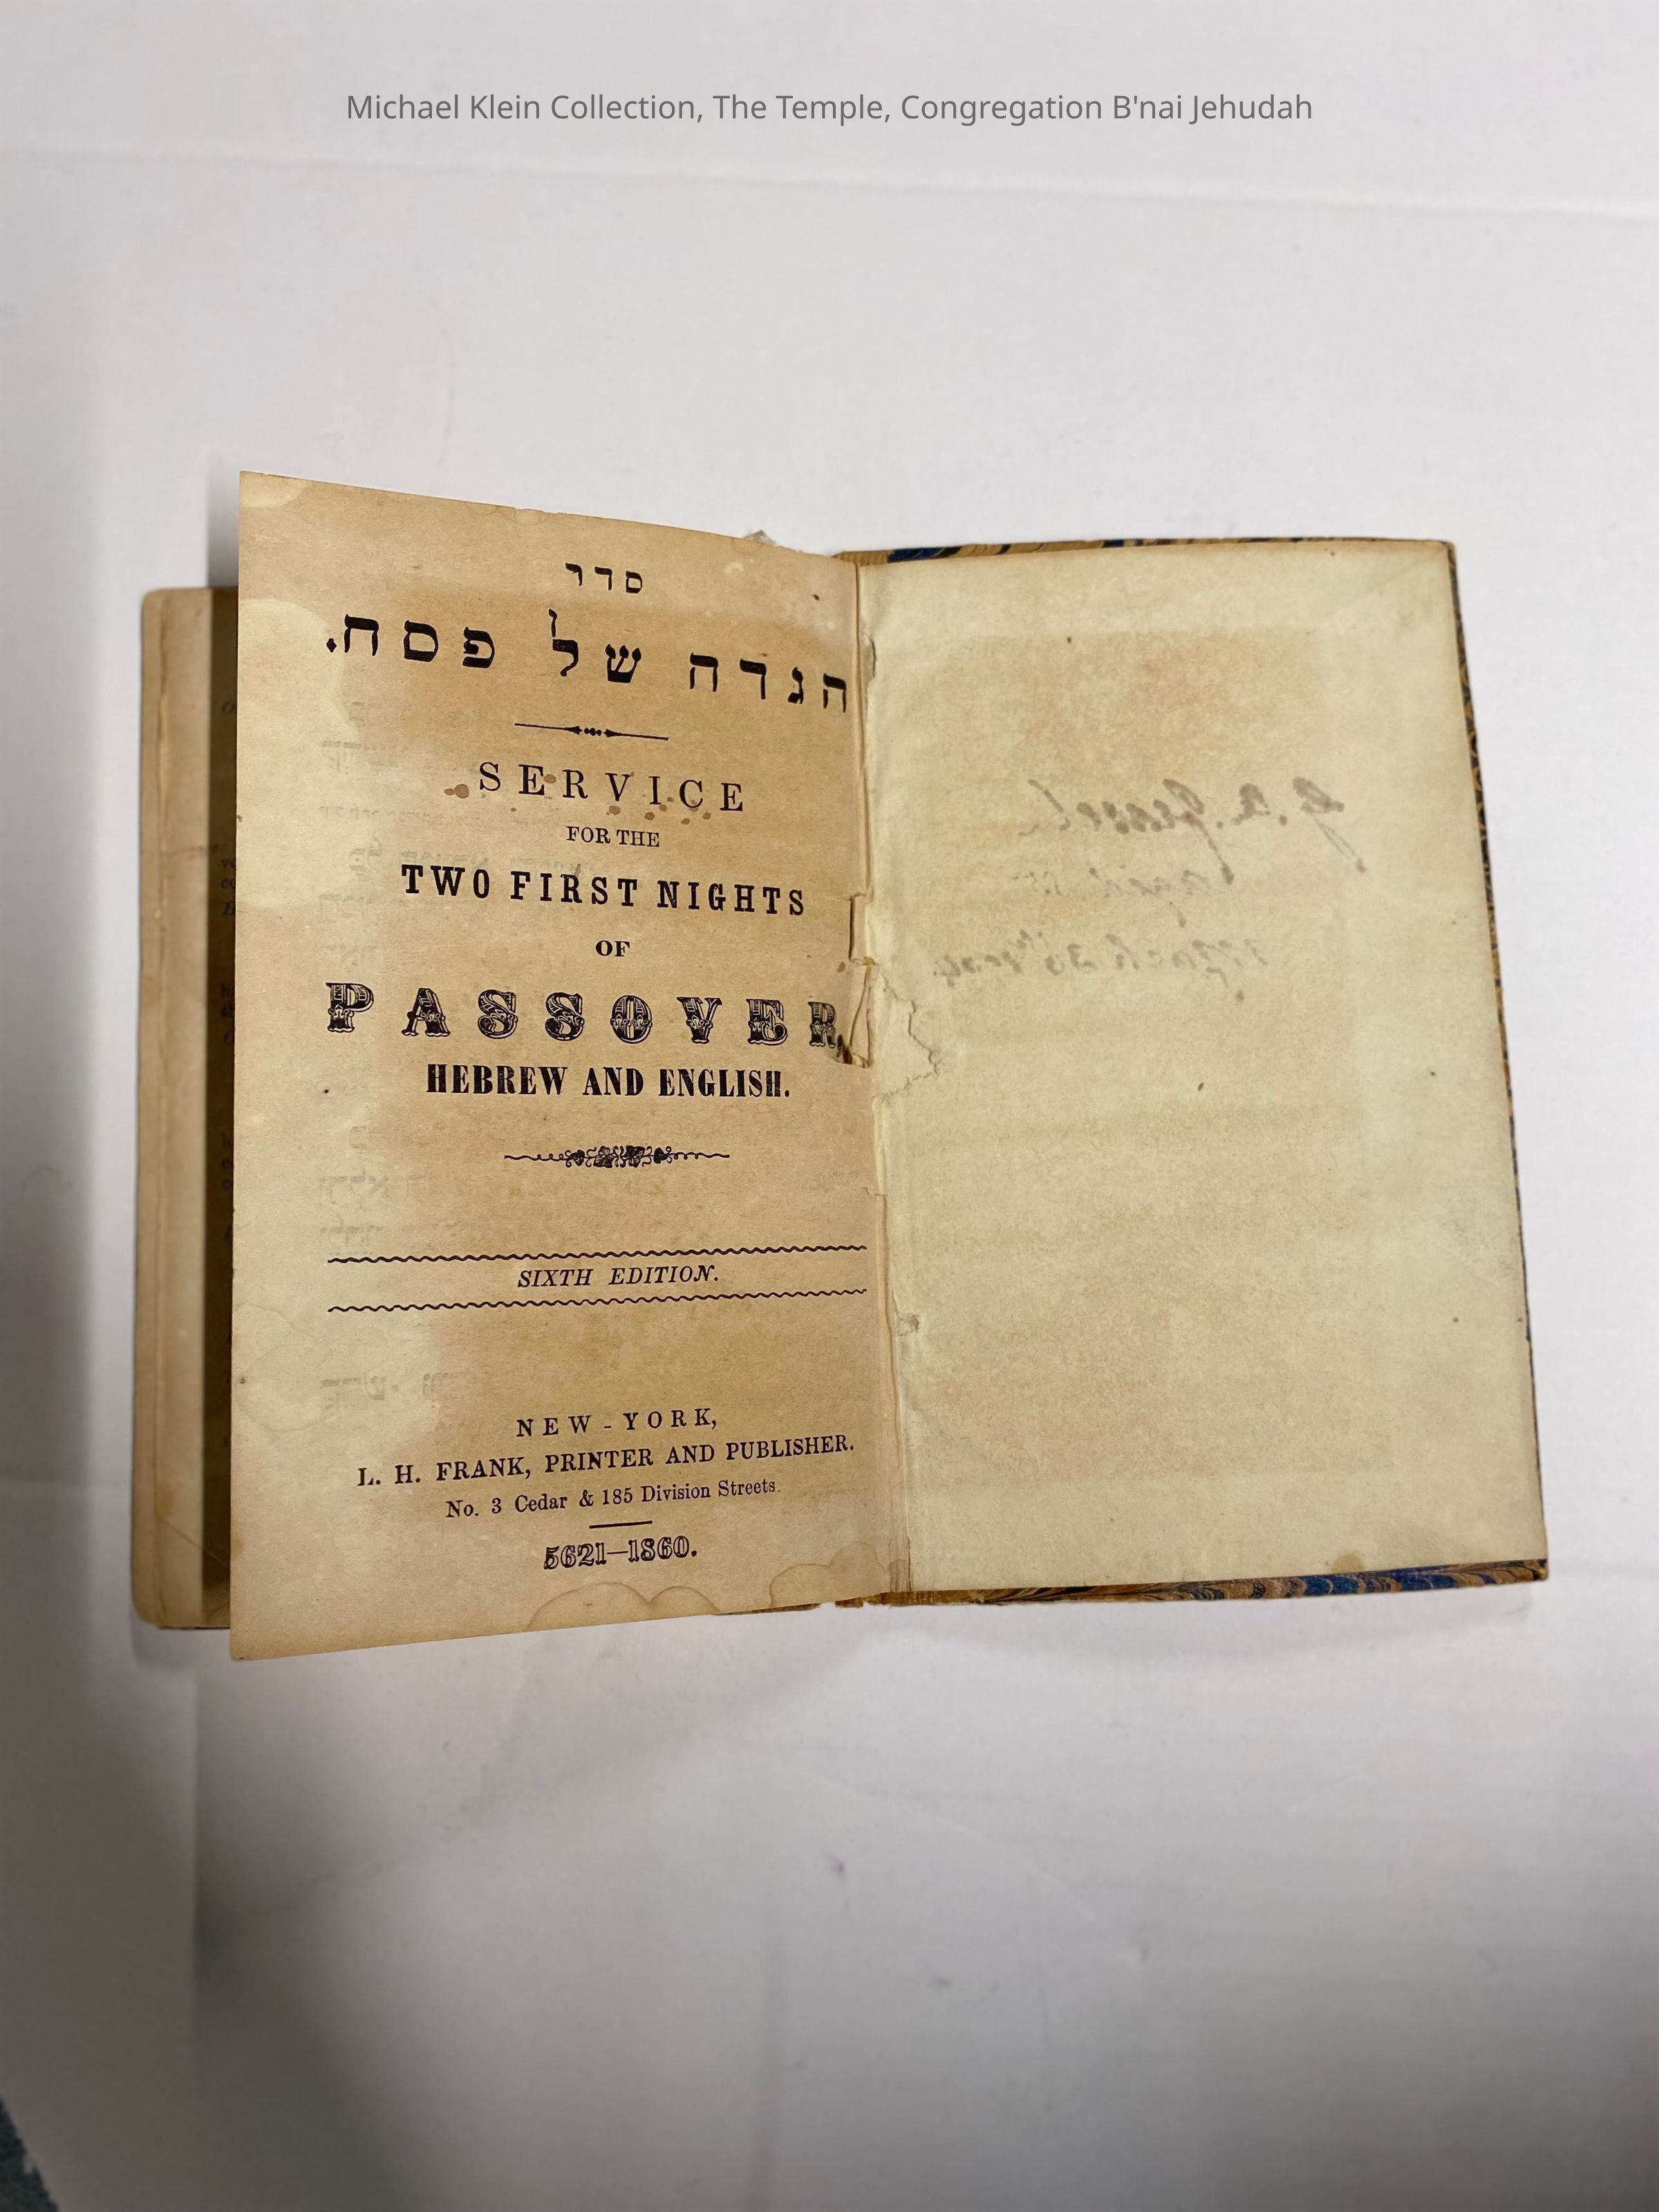 Michael Klein Collection, The Temple, Congregation B'nai Jehudah
סדר
הגדה של פסח.
SERVICE
FOR THE
TWO FIRST NIGHTS
OF
PASSOVER,
HEBREW AND ENGLISH.
SIXTH EDITION.
NEW-YORK,
L. H. FRANK, PRINTER AND PUBLISHER.
No. 3 Cedar & 185 Division Streets.
5621—1860.